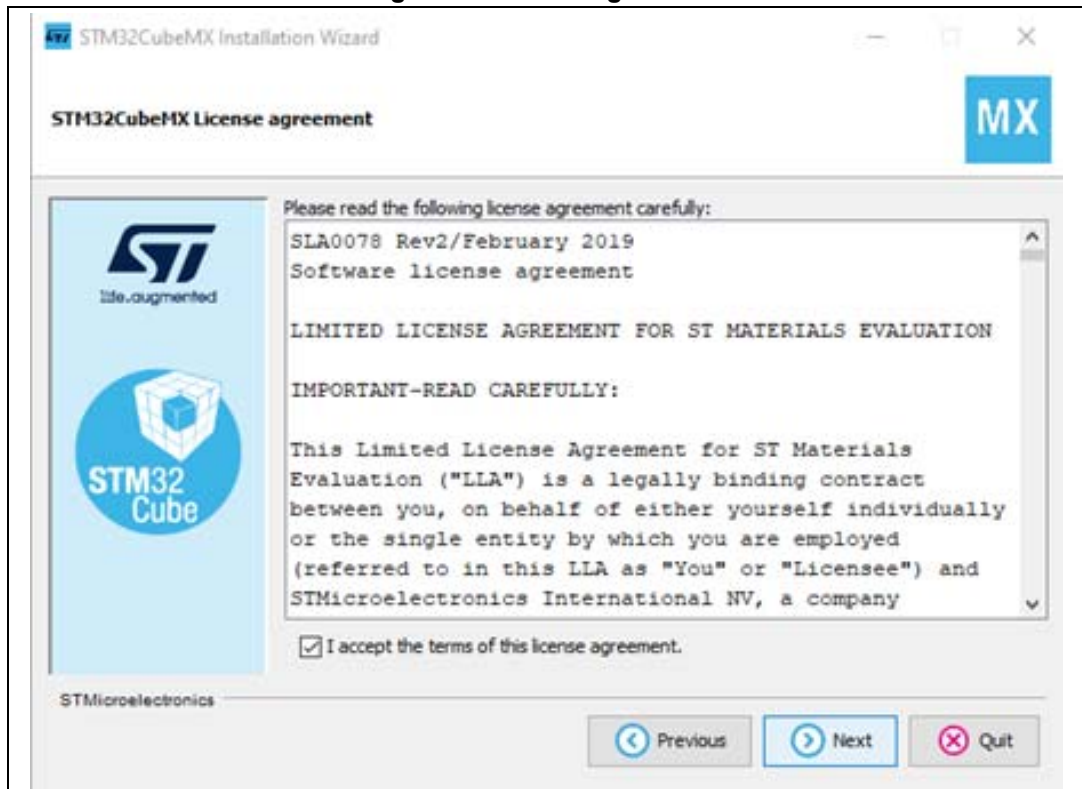 STM32CubeMX Installation Wizard
STM32CubeMX License agreement
MX
Please read the following license agreement carefully:
SLA0078 Rev2/February 2019
Software license agreement
LIMITED LICENSE AGREEMENT FOR ST MATERIALS EVALUATION
IMPORTANT-READ CAREFULLY:
This Limited License Agreement for ST Materials
Evaluation ("LLA") is a legally binding contract
between you, on behalf of either yourself individually
or the single entity by which you are employed
(referred to in this LLA as "You" or "Licensee") and
STMicroelectronics International NV, a company
ST
life.augmented
STM32
Cube
I accept the terms of this license agreement.
STMicroelectronics
Previous
Next
Quit